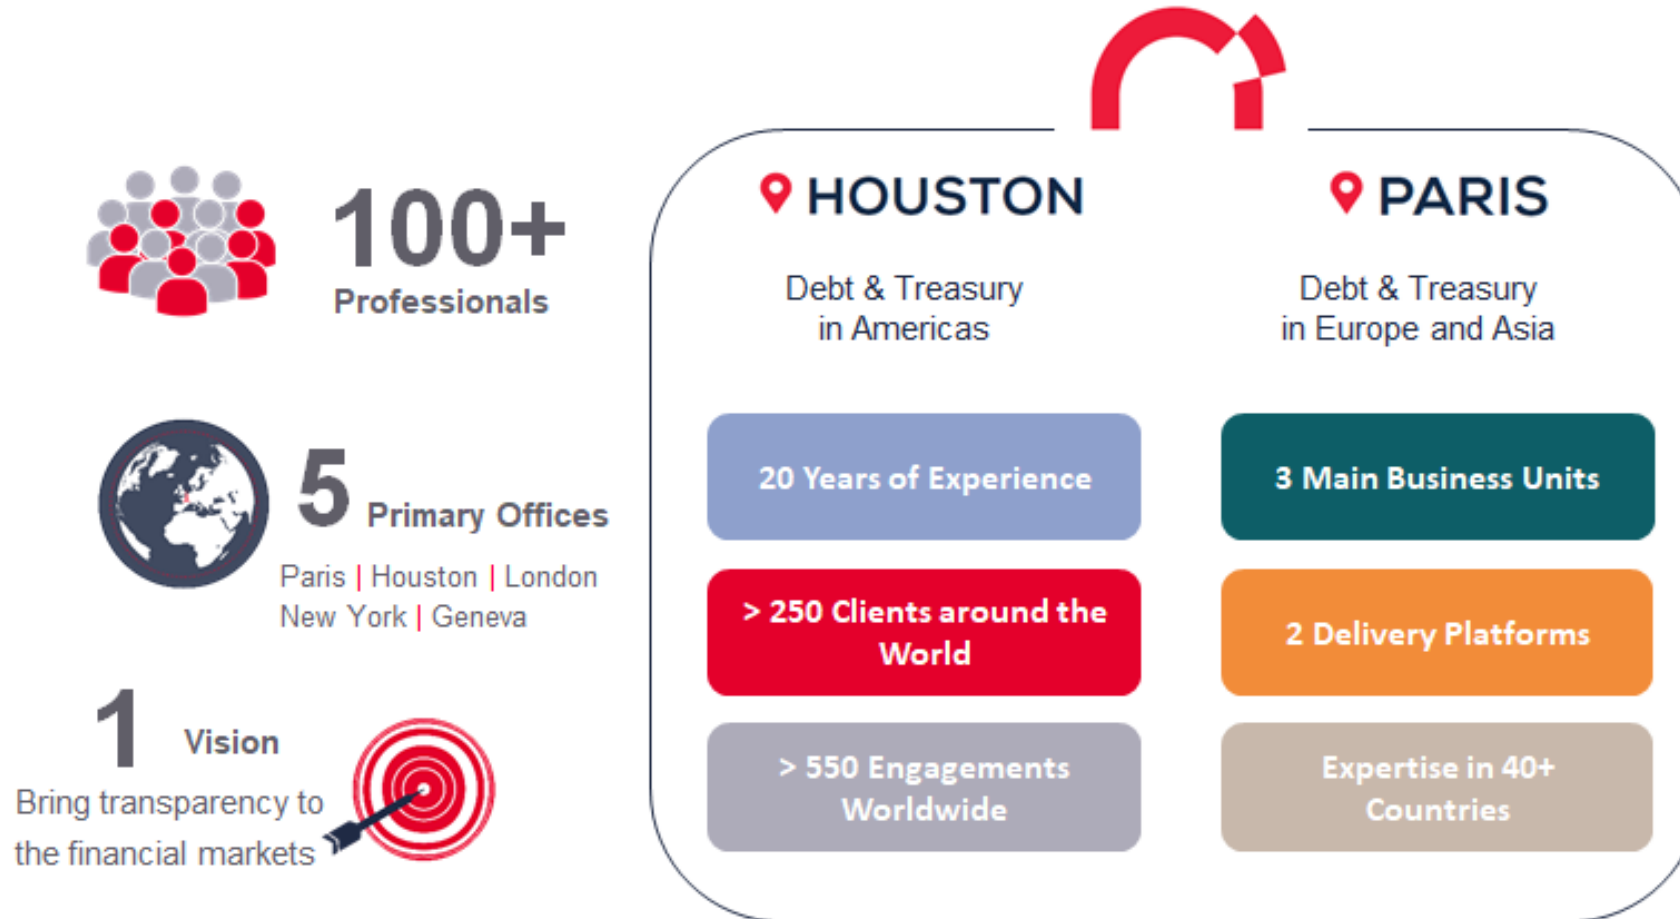 100+
Professionals
5 Primary Offices
Paris | Houston | London
New York | Geneva
1 Vision
Bring transparency to
the financial markets
HOUSTON
Debt & Treasury
in Americas
20 Years of Experience
> 250 Clients around the
World
> 550 Engagements
Worldwide
PARIS
Debt & Treasury
in Europe and Asia
3 Main Business Units
2 Delivery Platforms
Expertise in 40+
Countries